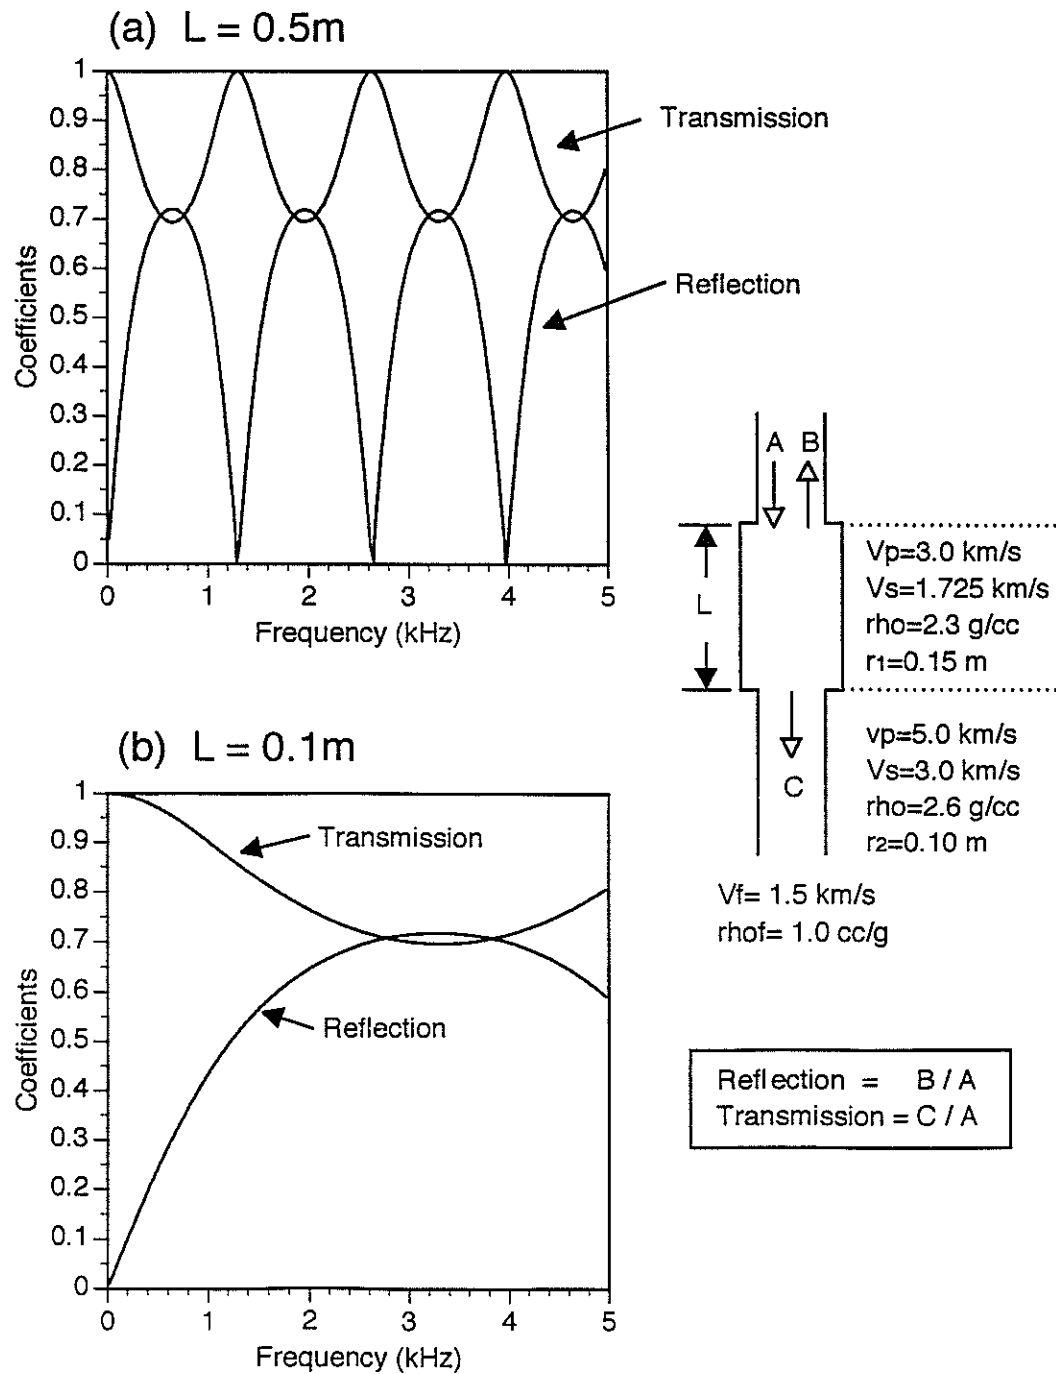 (a) L = 0.5m
1
0.9
0.8
0.7
0.6
0.5
0.4
0.3
0.2
0.1
0
Coefficients
0 1 2 3 4 5
Frequency (kHz)
Transmission
Reflection
A B
L
C
Vp=3.0 km/s
Vs=1.725 km/s
rho=2.3 g/cc
r1=0.15 m
vp=5.0 km/s
Vs=3.0 km/s
rho=2.6 g/cc
r2=0.10 m
Vf= 1.5 km/s
rhof= 1.0 cc/g
(b) L = 0.1m
1
0.9
0.8
0.7
0.6
0.5
0.4
0.3
0.2
0.1
0
Coefficients
0 1 2 3 4 5
Frequency (kHz)
Transmission
Reflection
Reflection = B / A
Transmission = C / A